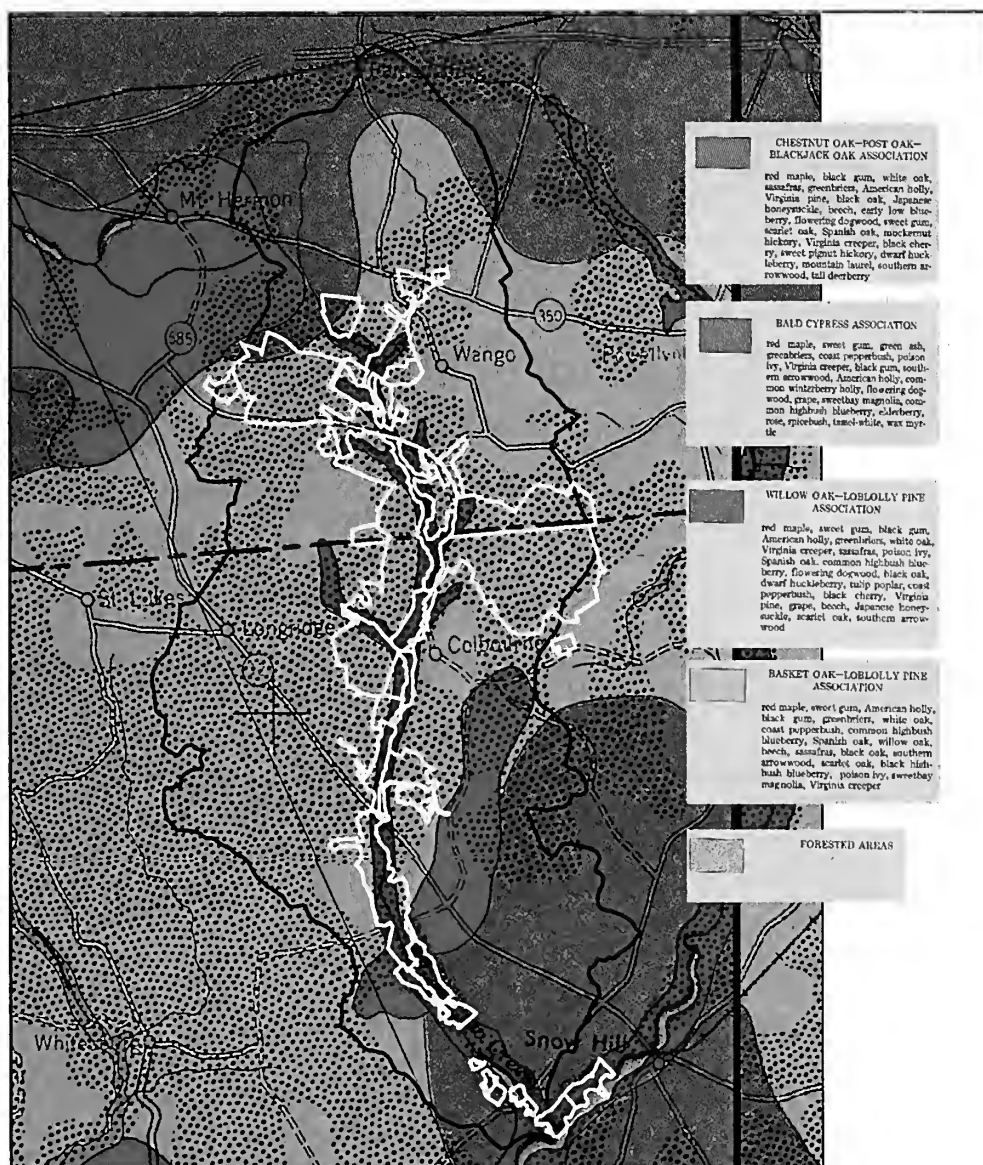 Mt. Hermon
585
350
Wango
St. Lukes
Longridge
Colbourne
Snow Hill
CHESTNUT OAK—POST OAK—
BLACKJACK OAK ASSOCIATION
red maple, black gum, white oak,
sassafras, greenbriers, American holly,
Virginia pine, black oak, Japanese
honeysuckle, beech, early low blue-
berry, flowering dogwood, sweet gum,
scarlet oak, Spanish oak, mockernut
hickory, Virginia creeper, black cher-
ry, sweet pignut hickory, dwarf huck-
leberry, mountain laurel, southern ar-
rowwood, tall deerberry
BALD CYPRESS ASSOCIATION
red maple, sweet gum, green ash,
greenbriers, coast pepperbush, poison
ivy, Virginia creeper, black gum, south-
ern arrowwood, American holly, com-
mon winterberry holly, flowering dog-
wood, grape, sweetbay magnolia, com-
mon highbush blueberry, elderberry,
rose, spicebush, tassel-white, wax myr-
tle
WILLOW OAK—LOBLOLLY PINE
ASSOCIATION
red maple, sweet gum, black gum,
American holly, greenbriers, white oak,
Virginia creeper, sassafras, poison ivy,
Spanish oak, common highbush blue-
berry, flowering dogwood, black oak,
dwarf huckleberry, tulip poplar, coast
pepperbush, black cherry, Virginia
pine, grape, beech, Japanese honey-
suckle, scarlet oak, southern arrow-
wood
BASKET OAK—LOBLOLLY PINE
ASSOCIATION
red maple, sweet gum, American holly,
black gum, greenbriers, white oak,
coast pepperbush, common highbush
blueberry, Spanish oak, willow oak,
beech, sassafras, black oak, southern
arrowwood, scarlet oak, black high-
bush blueberry, poison ivy, sweetbay
magnolia, Virginia creeper
FORESTED AREAS